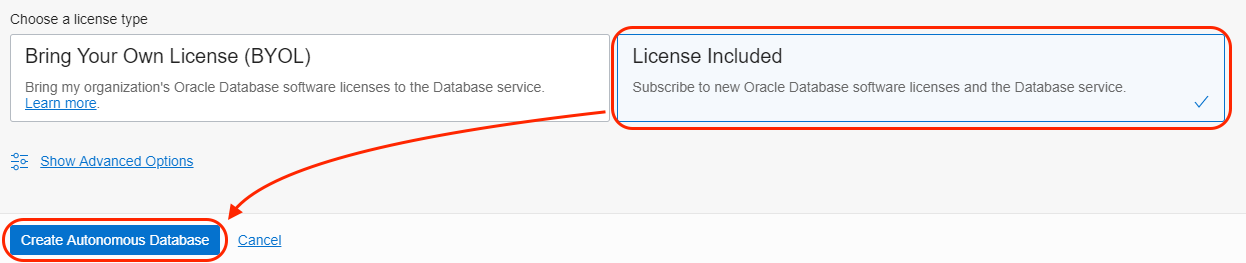 Choose a license type
Bring Your Own License (BYOL)
Bring my organization's Oracle Database software licenses to the Database service.
Learn more.
License Included
Subscribe to new Oracle Database software licenses and the Database service.
Show Advanced Options
Create Autonomous Database
Cancel